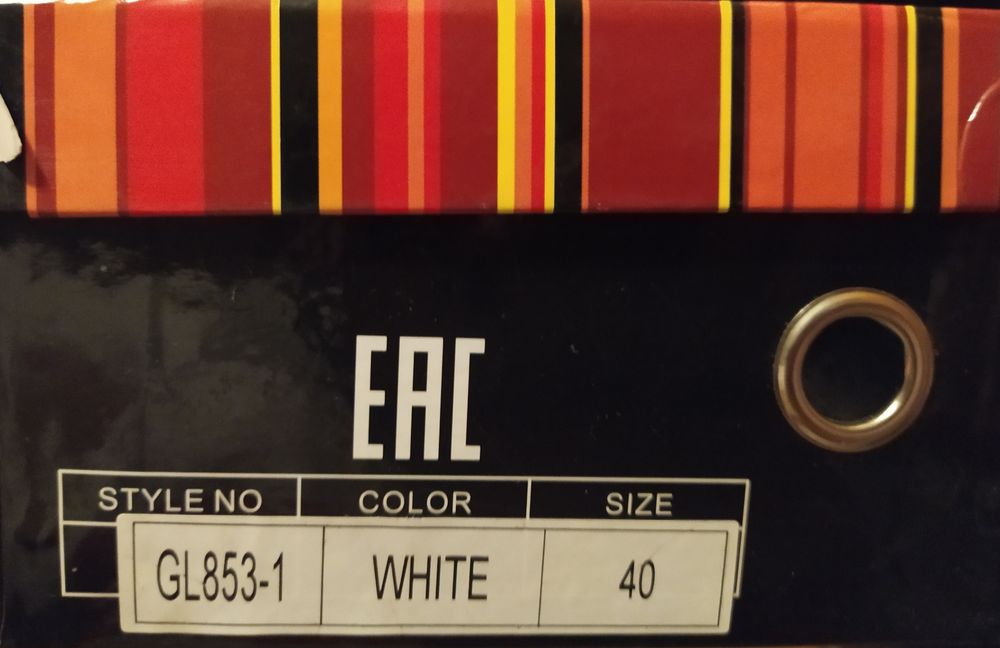 EAC
STYLE NO COLOR SIZE
GL853-1 WHITE 40